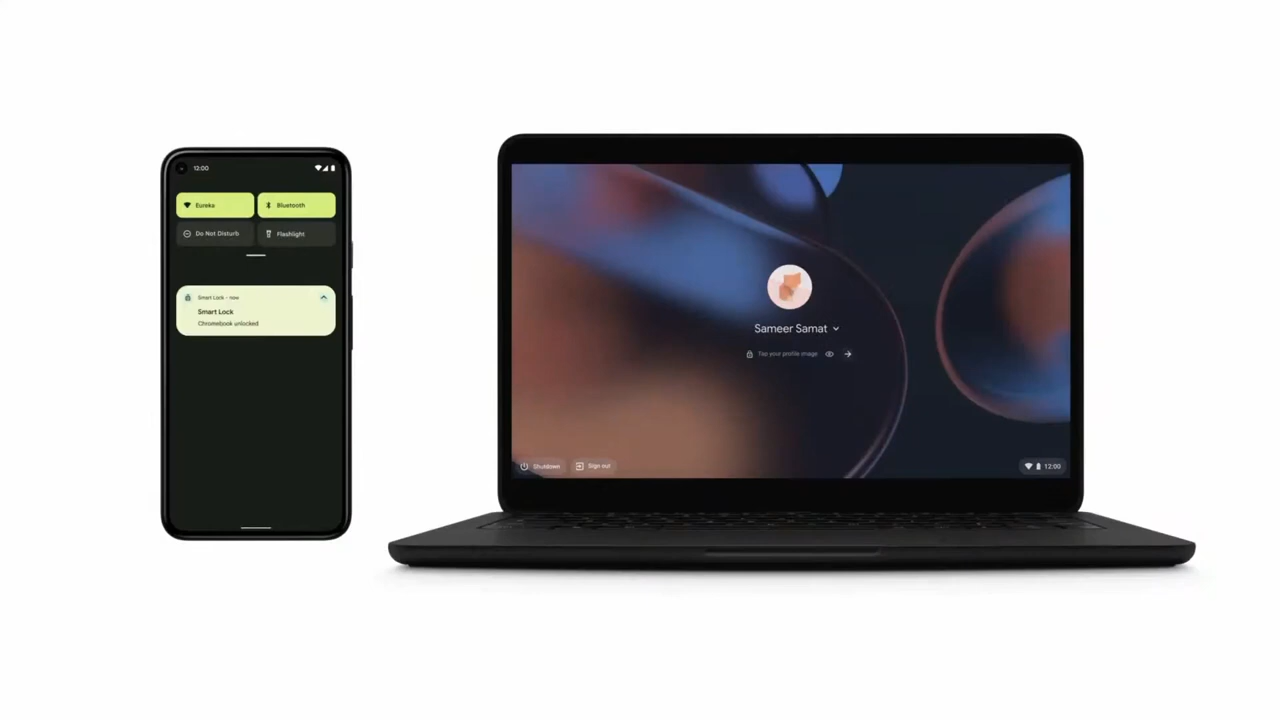 12:00
Eureka
Bluetooth
Do Not Disturb
Flashlight
Smart Lock - now
Smart Lock
Chromebook unlocked
Sameer Samat
Tap your profile image
Shutdown
Sign out
12:00